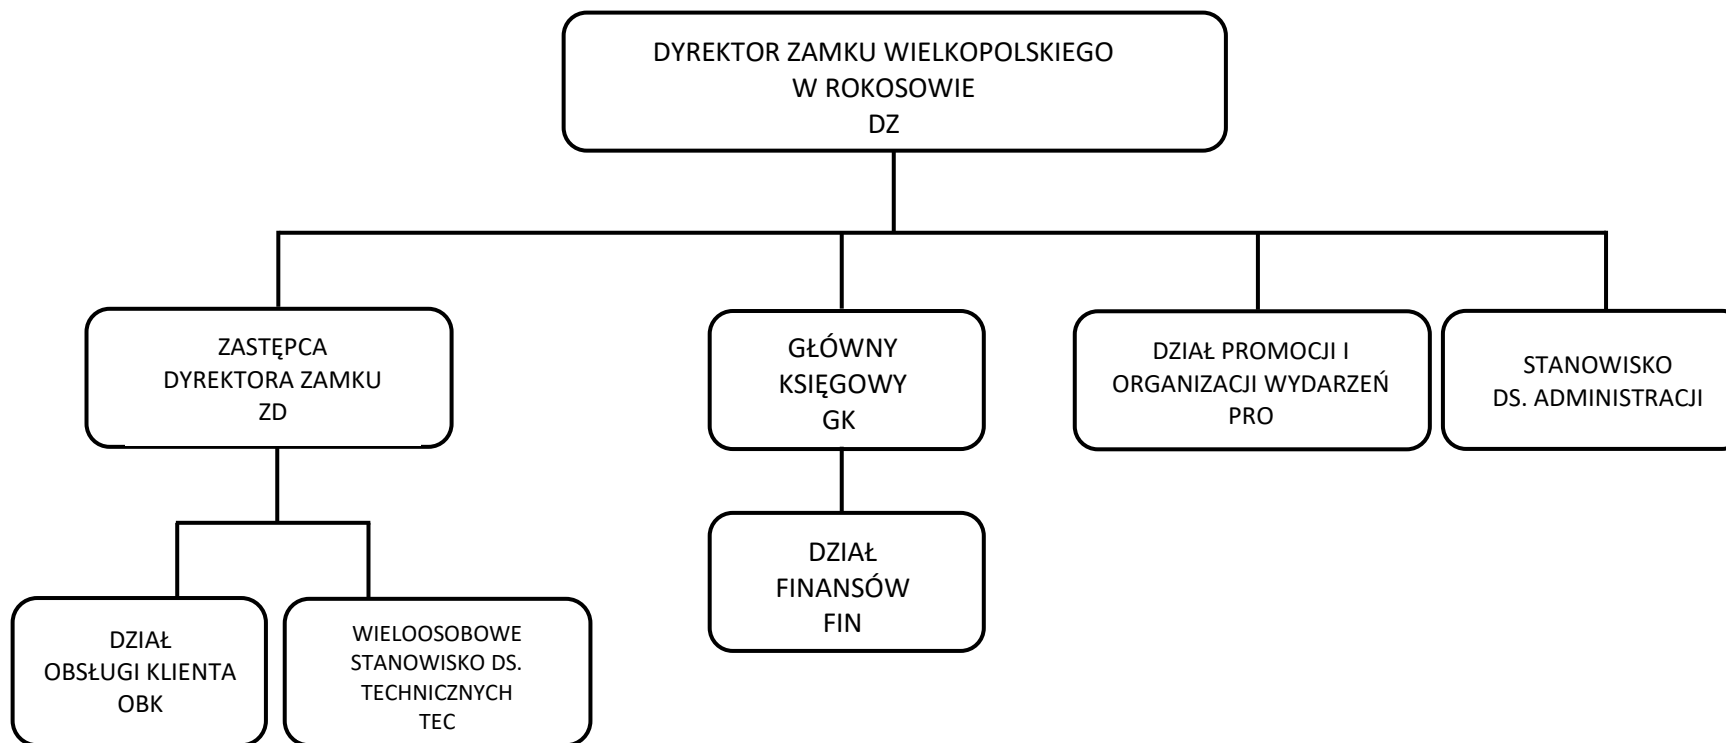 DYREKTOR ZAMKU WIELKOPOLSKIEGO
W ROKOSOWIE
DZ
ZASTĘPCA
DYREKTORA ZAMKU
ZD
GŁÓWNY
KSIĘGOWY
GK
DZIAŁ PROMOCJI I
ORGANIZACJI WYDARZEŃ
PRO
STANOWISKO
DS. ADMINISTRACJI
DZIAŁ
OBSŁUGI KLIENTA
OBK
WIELOOSOBOWE
STANOWISKO DS.
TECHNICZNYCH
TEC
DZIAŁ
FINANSÓW
FIN